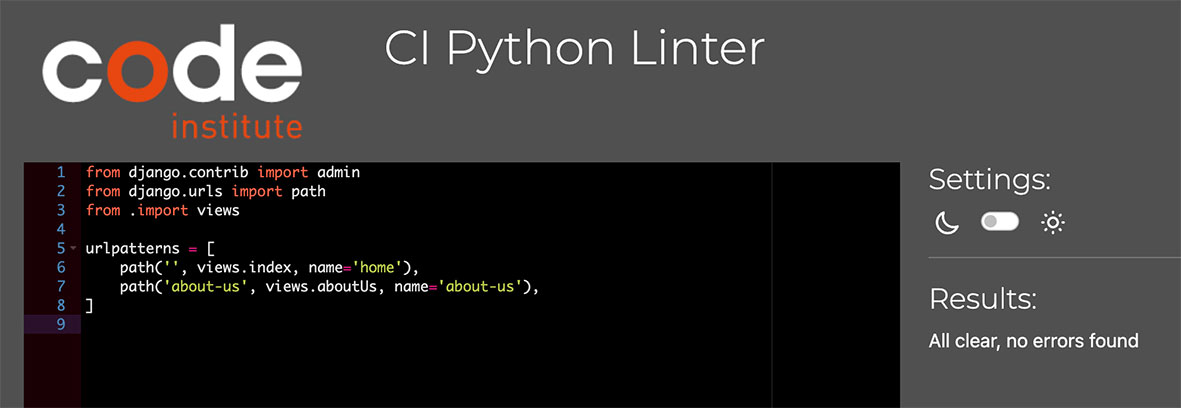 code
institute
CI Python Linter
1 from django.contrib import admin
2 from django.urls import path
3 from .import views
4
5 urlpatterns = [
6     path('', views.index, name='home'),
7     path('about-us', views.aboutUs, name='about-us'),
8 ]
9
Settings:
Results:
All clear, no errors found